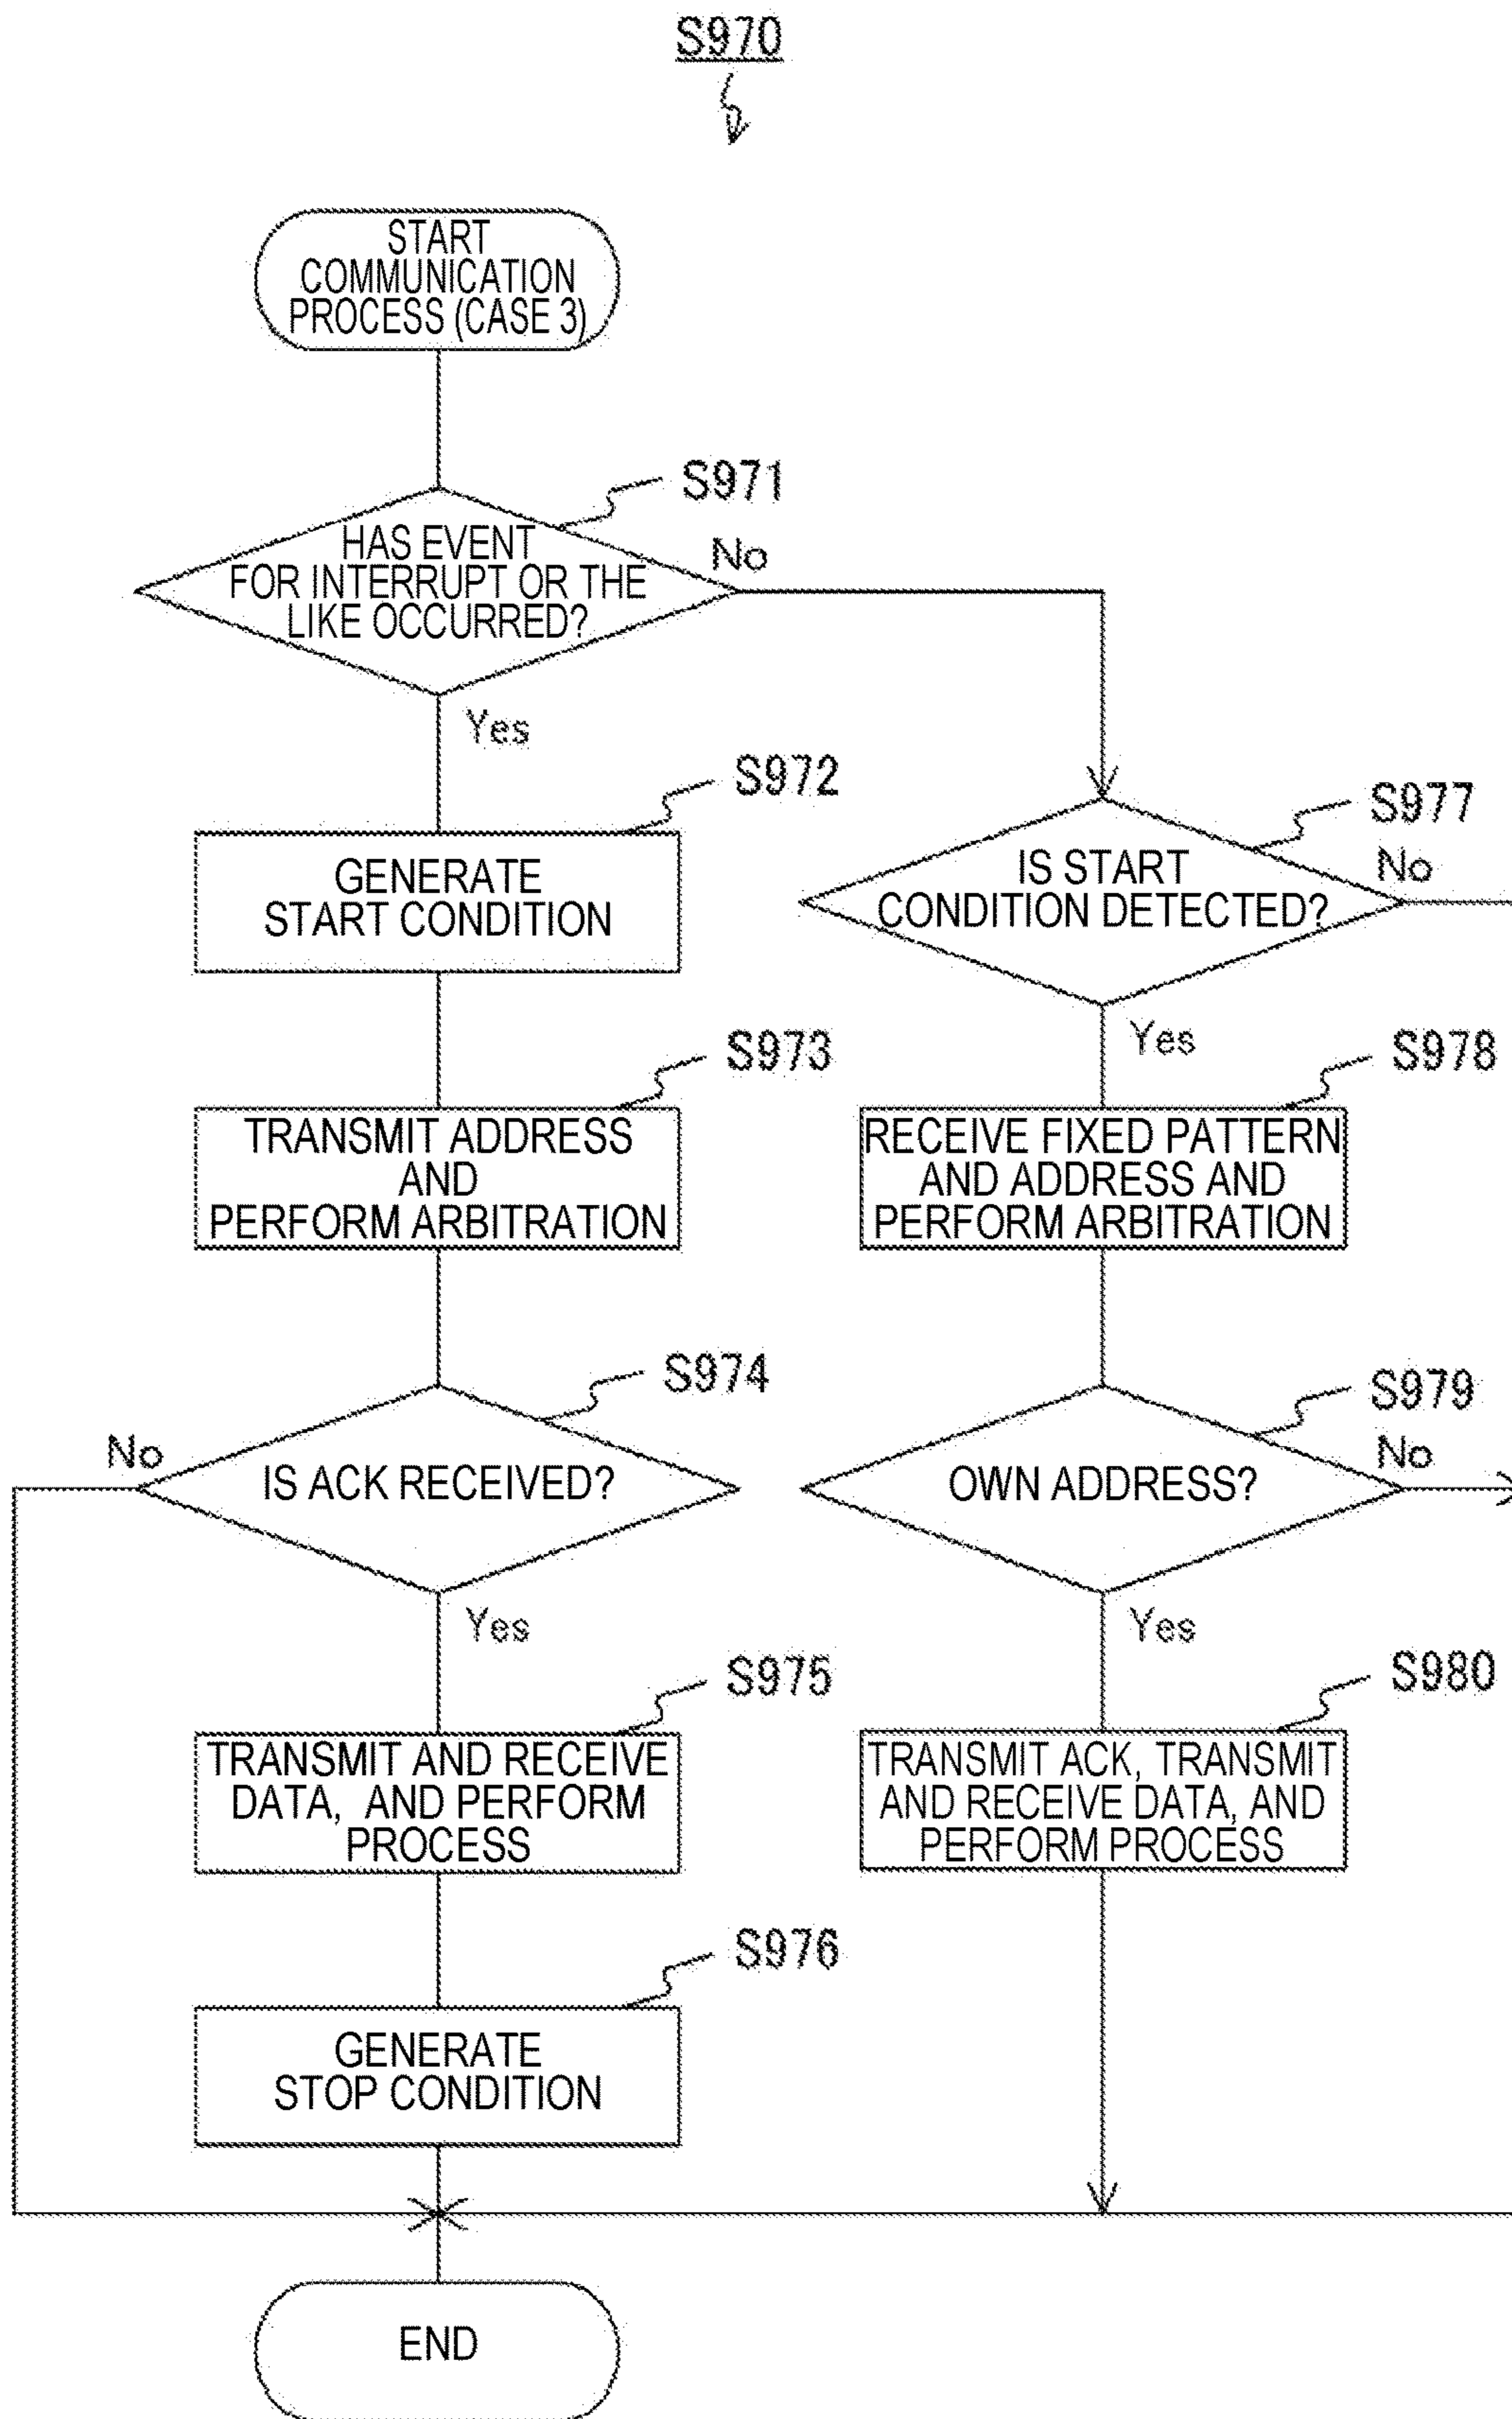 S970
START
COMMUNICATION
PROCESS (CASE 3)
S971
HAS EVENT
FOR INTERRUPT OR THE
LIKE OCCURRED?
No
Yes
S972
GENERATE
START CONDITION
S973
TRANSMIT ADDRESS
AND
PERFORM ARBITRATION
S974
No
IS ACK RECEIVED?
Yes
S975
TRANSMIT AND RECEIVE
DATA, AND PERFORM
PROCESS
S976
GENERATE
STOP CONDITION
S977
IS START
CONDITION DETECTED?
No
Yes
S978
RECEIVE FIXED PATTERN
AND ADDRESS AND
PERFORM ARBITRATION
S979
OWN ADDRESS?
No
Yes
S980
TRANSMIT ACK, TRANSMIT
AND RECEIVE DATA, AND
PERFORM PROCESS
END